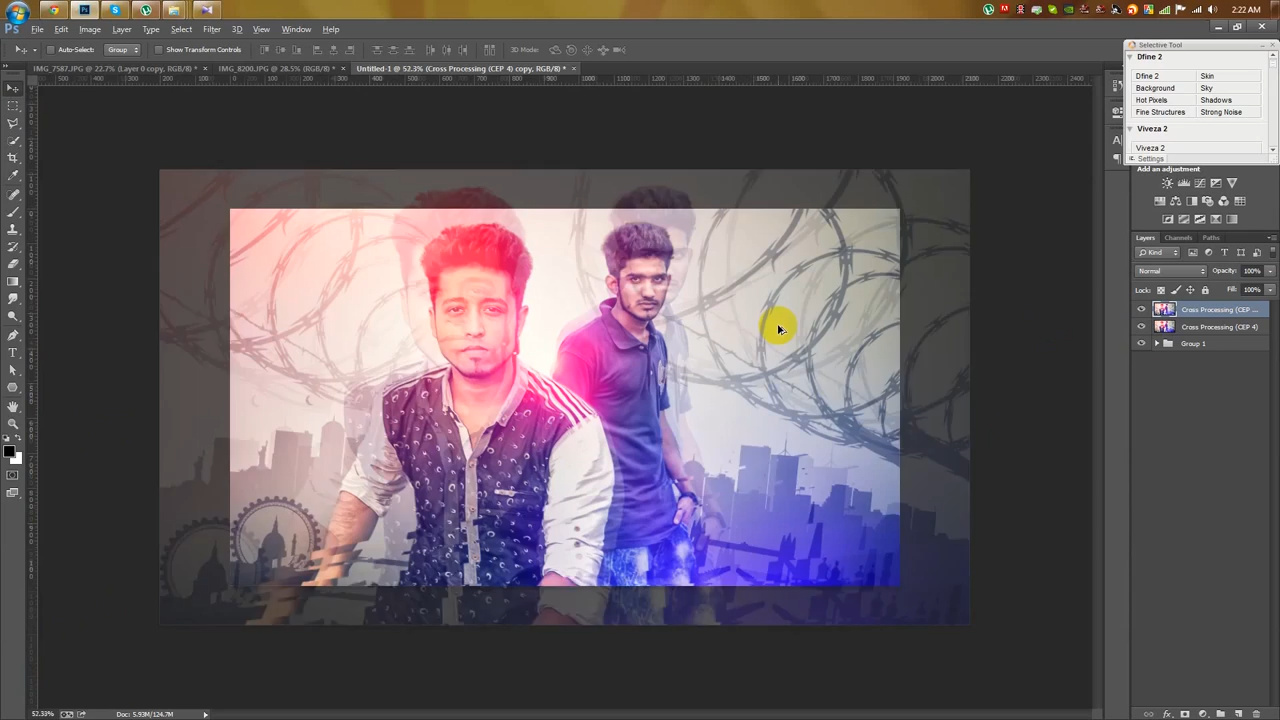 2:22 AM
Ps File Edit Image Layer Type Select Filter 3D View Window Help
Auto-Select: Group Show Transform Controls 3D Mode:
Selective Tool
IMG_7587.JPG @ 22.7% (Layer 0 copy, RGB/8) * × IMG_8200.JPG @ 28.5% (RGB/8*) * × Untitled-1 @ 52.3% (Cross Processing (CEP 4) copy, RGB/8) * ×
Dfine 2
Dfine 2 Skin
Background Sky
Hot Pixels Shadows
Fine Structures Strong Noise
Viveza 2
Viveza 2
Settings
Add an adjustment
Layers Channels Paths
Kind
Normal Opacity: 100%
Lock: Fill: 100%
Cross Processing (CEP ...
Cross Processing (CEP 4)
Group 1
52.33% Doc: 5.93M/124.7M